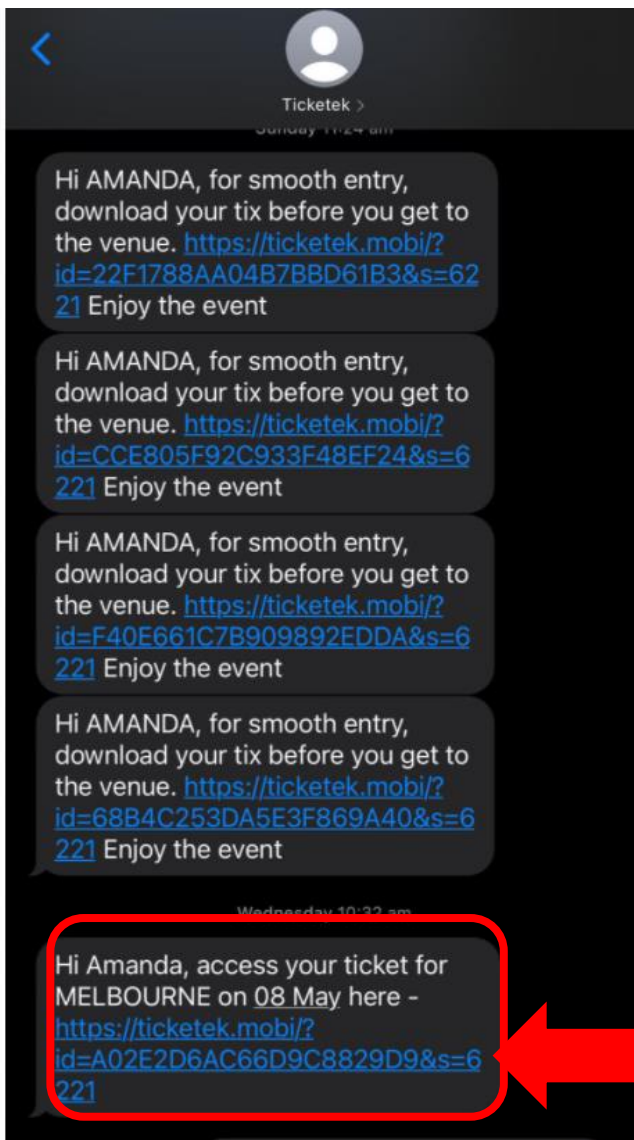 Ticketek >
Sunday 11:24 am
Hi AMANDA, for smooth entry,
download your tix before you get to
the venue. https://ticketek.mobi/?
id=22F1788AA04B7BBD61B3&s=62
21 Enjoy the event
Hi AMANDA, for smooth entry,
download your tix before you get to
the venue. https://ticketek.mobi/?
id=CCE805F92C933F48EF24&s=6
221 Enjoy the event
Hi AMANDA, for smooth entry,
download your tix before you get to
the venue. https://ticketek.mobi/?
id=F40E661C7B909892EDDA&s=6
221 Enjoy the event
Hi AMANDA, for smooth entry,
download your tix before you get to
the venue. https://ticketek.mobi/?
id=68B4C253DA5E3F869A40&s=6
221 Enjoy the event
Wednesday 10:32 am
Hi Amanda, access your ticket for
MELBOURNE on 08 May here -
https://ticketek.mobi/?
id=A02E2D6AC66D9C8829D9&s=6
221